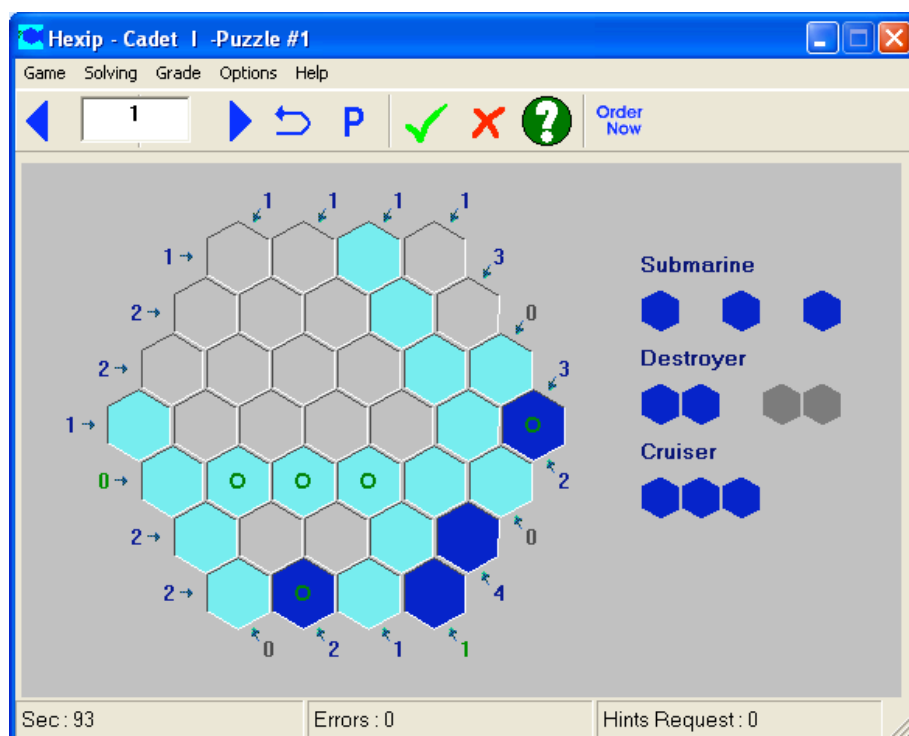 Hexip - Cadet I -Puzzle #1
Game Solving Grade Options Help
1 P ? Order
Now
1 1 1 1
1 3
2 0
Submarine
2 3
Destroyer
1
Cruiser
0 2
2 0
2 4
0 2 1 1
Sec : 93 Errors : 0 Hints Request : 0